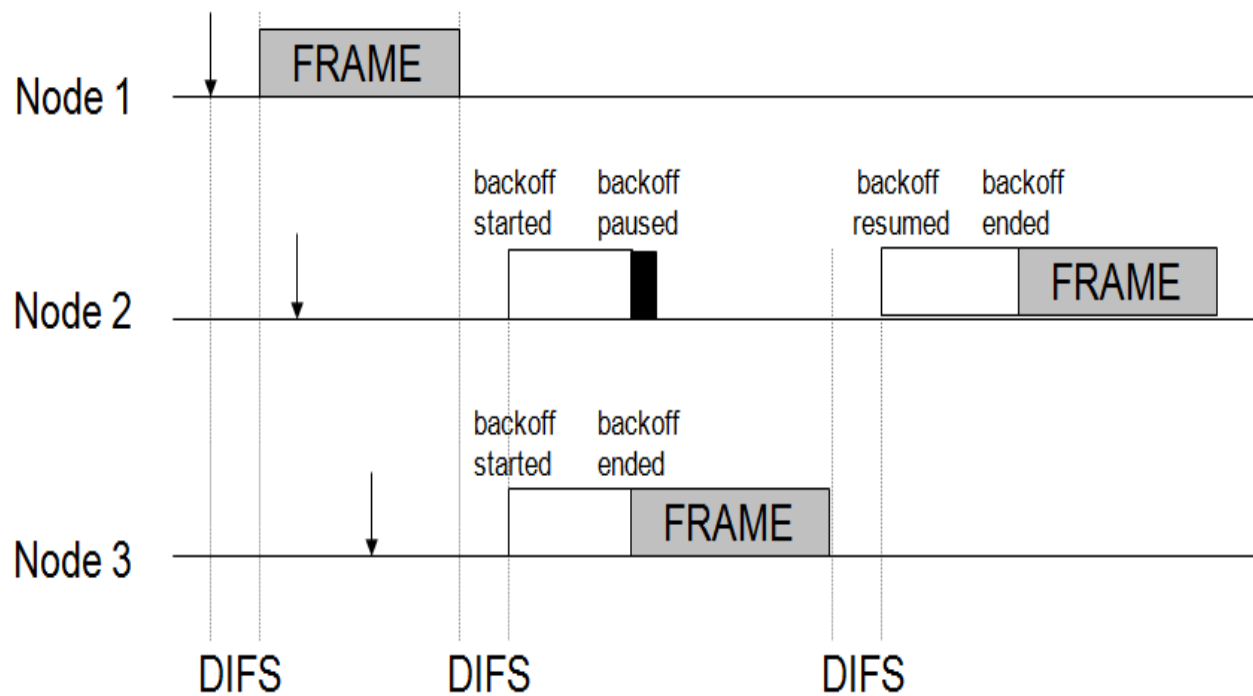 FRAME
Node 1
backoff started
backoff paused
backoff resumed
backoff ended
FRAME
Node 2
backoff started
backoff ended
FRAME
Node 3
DIFS
DIFS
DIFS